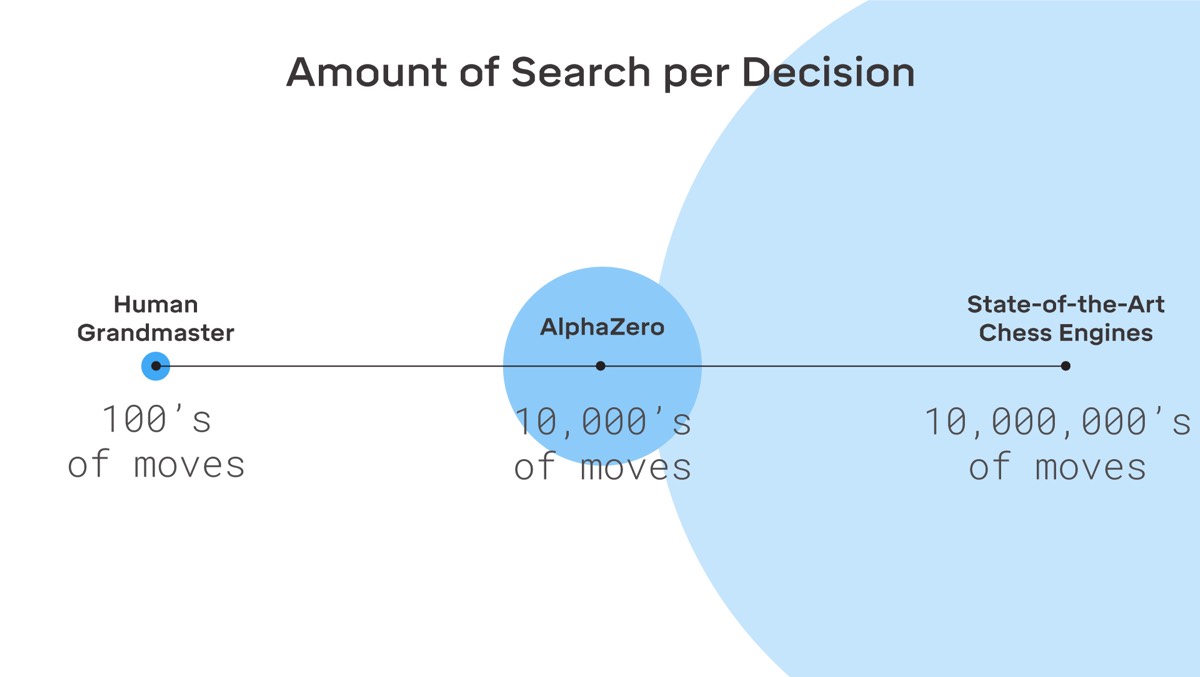 Amount of Search per Decision
Human
Grandmaster
100's
of moves
AlphaZero
10,000's
of moves
State-of-the-Art
Chess Engines
10,000,000's
of moves